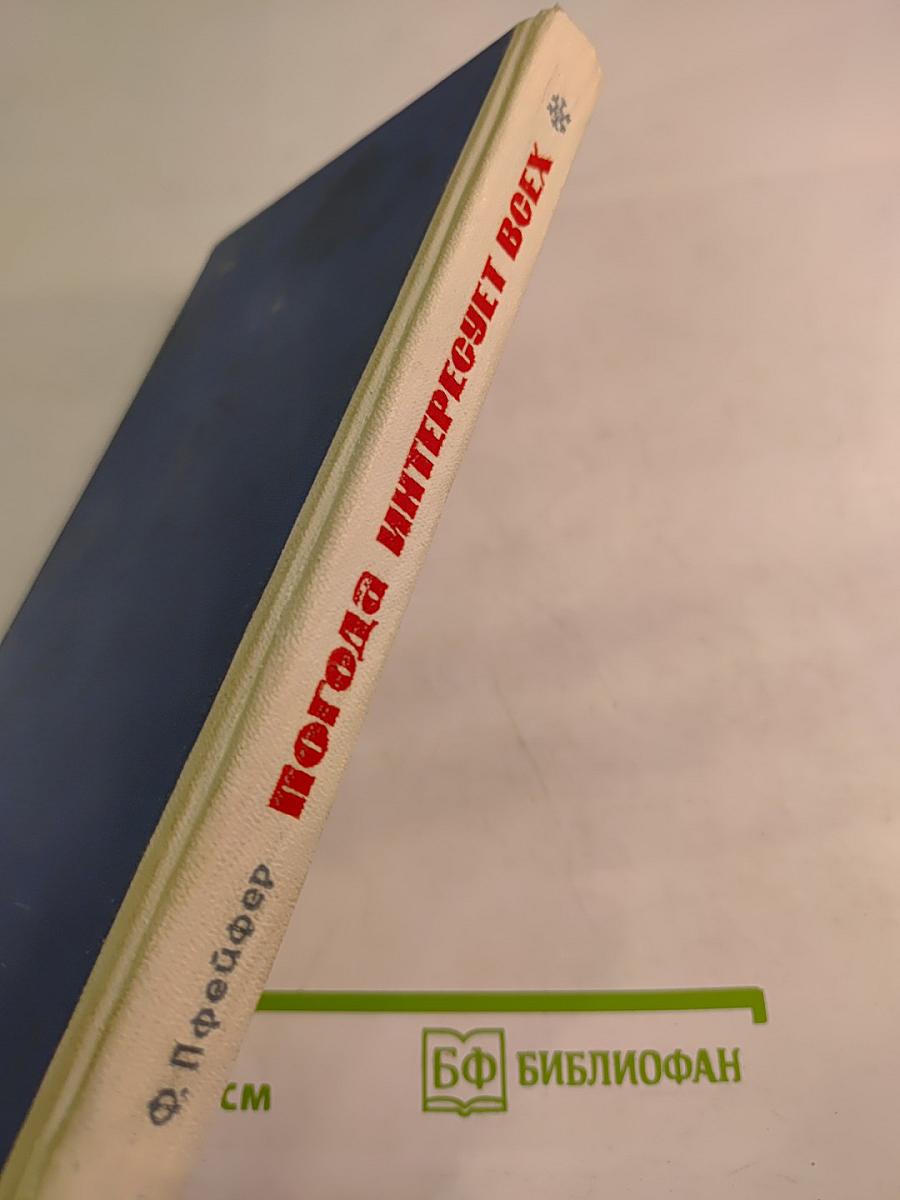 Ф. Пфейфер
ПОГОДА ИНТЕРЕСУЕТ ВСЕХ
см
БФ БИБЛИОФАН